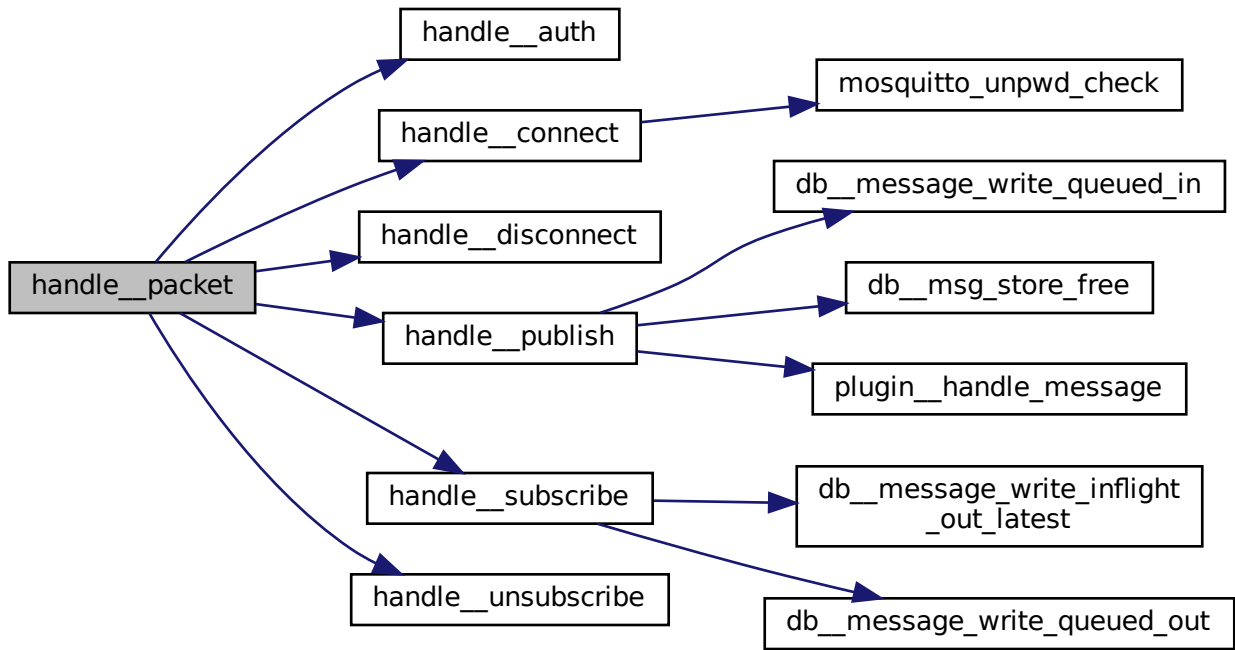 handle__auth
mosquitto_unpwd_check
handle__connect
db__message_write_queued_in
handle__disconnect
handle__packet
db__msg_store_free
handle__publish
plugin__handle_message
handle__subscribe
db__message_write_inflight
_out_latest
handle__unsubscribe
db__message_write_queued_out